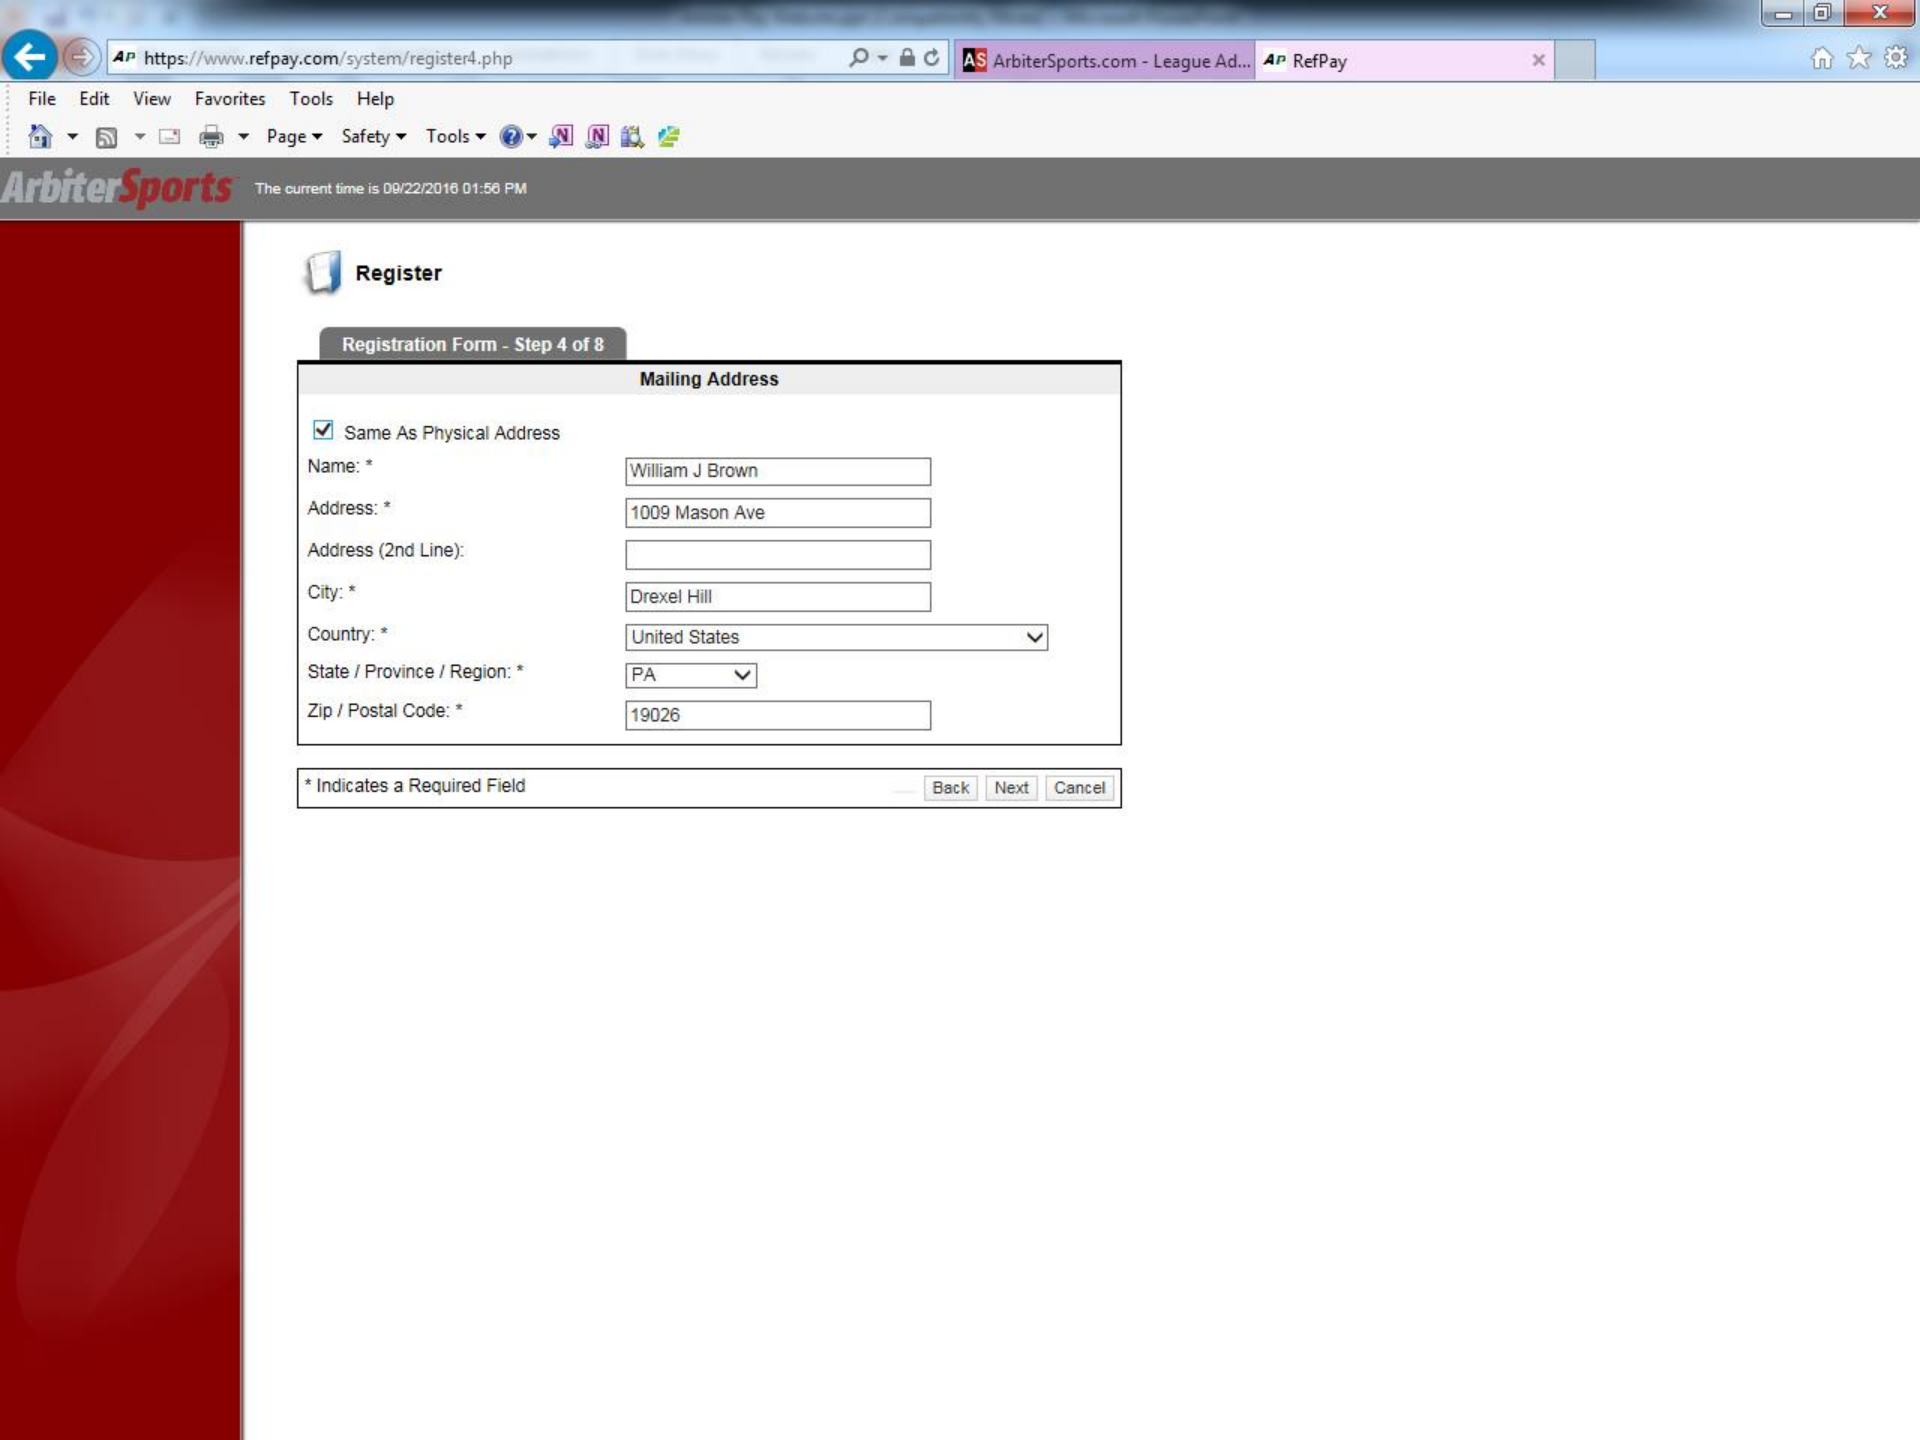 https://www.refpay.com/system/register4.php
ArbiterSports.com - League Ad...
RefPay
File Edit View Favorites Tools Help
Page Safety Tools
ArbiterSports The current time is 09/22/2016 01:56 PM
Register
Registration Form - Step 4 of 8
Mailing Address
Same As Physical Address
Name: * William J Brown
Address: * 1009 Mason Ave
Address (2nd Line):
City: * Drexel Hill
Country: * United States
State / Province / Region: * PA
Zip / Postal Code: * 19026
* Indicates a Required Field Back Next Cancel